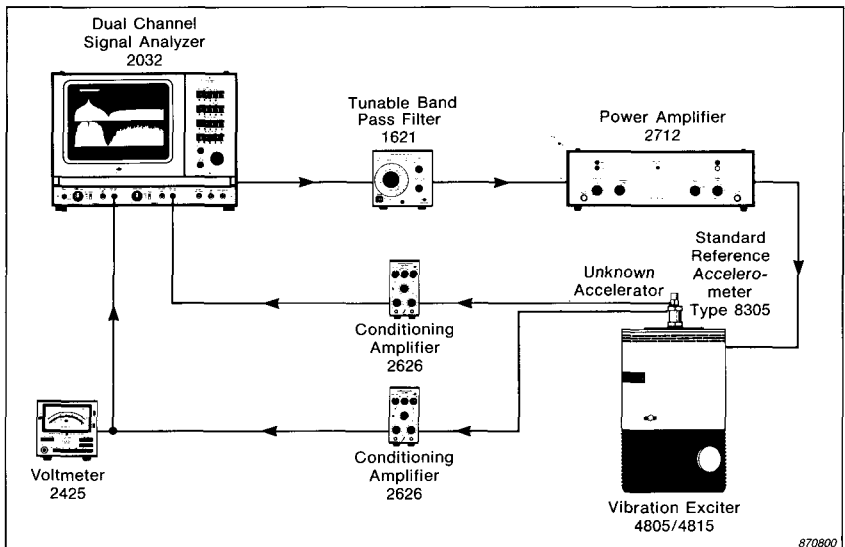 Dual Channel
Signal Analyzer
2032
Tunable Band
Pass Filter
1621
Power Amplifier
2712
Standard
Reference
Accelero-
meter
Type 8305
Unknown
Accelerator
Conditioning
Amplifier
2626
Conditioning
Amplifier
2626
Voltmeter
2425
Vibration Exciter
4805/4815
870800